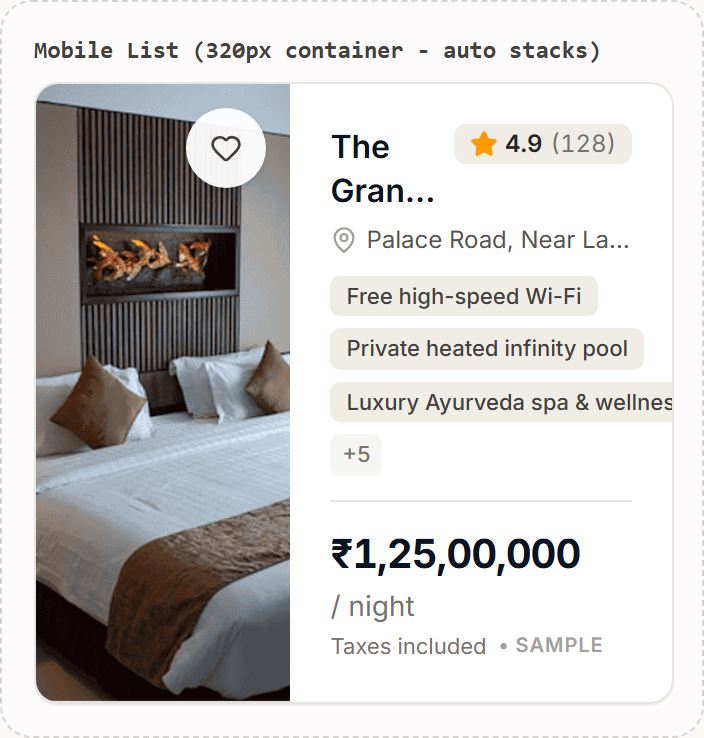 Mobile List (320px container - auto stacks)
The
Gran...
4.9 (128)
Palace Road, Near La...
Free high-speed Wi-Fi
Private heated infinity pool
Luxury Ayurveda spa & wellnes
+5
₹1,25,00,000
/ night
Taxes included • SAMPLE